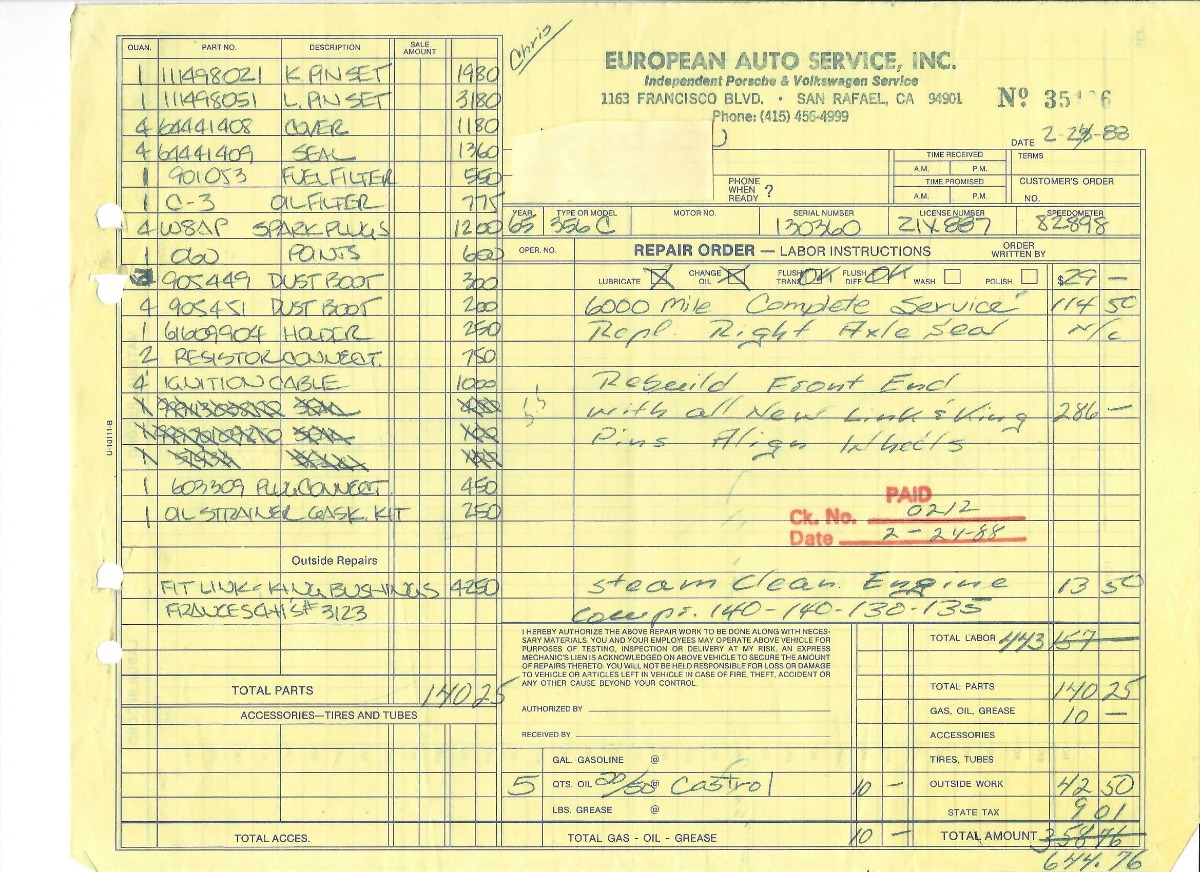 QUAN. PART NO. DESCRIPTION SALE AMOUNT
1 111498021 K. PIN SET 1980
1 111498051 L. PIN SET 3180
4 64441408 COVER 1180
4 64441409 SEAL 1360
1 901053 FUEL FILTER 550
1 C-3 OIL FILTER 775
4 W8AP SPARK PLUGS 1200
1 060 POINTS 600
905449 DUST BOOT 300
4 905451 DUST BOOT 200
1 61609904 HOLDER 250
2 RESISTOR CONNECT. 750
4 IGNITION CABLE 1000
1 603309 PLUG CONNECT. 450
1 OIL STRAINER GASK. KIT 250
Outside Repairs
FIT LINK & KING BUSHINGS 4250
FRANCESCHI'S # 3123
TOTAL PARTS 140 25
ACCESSORIES—TIRES AND TUBES
TOTAL ACCES.
U-10111-B
Chris
EUROPEAN AUTO SERVICE, INC.
Independent Porsche & Volkswagen Service
1163 FRANCISCO BLVD. • SAN RAFAEL, CA 94901
Phone: (415) 456-4999
No 351 6
DATE 2-24-88
TIME RECEIVED
A.M. P.M.
TERMS
PHONE WHEN READY ?
TIME PROMISED
A.M. P.M.
CUSTOMER'S ORDER NO.
YEAR 65 TYPE OR MODEL 356 C MOTOR NO. SERIAL NUMBER 130360 LICENSE NUMBER 21X887 SPEEDOMETER 82898
OPER. NO. REPAIR ORDER — LABOR INSTRUCTIONS ORDER WRITTEN BY
LUBRICATE X CHANGE OIL X FLUSH TRANS. OK FLUSH DIFF. OK WASH POLISH $29 —
6000 Mile Complete Service 114 50
Repl. Right Axle Seal N/C
Rebuild Front End
with all New Link & King 286 —
Pins Align Wheels
PAID
Ck. No. 0212
Date 2-24-88
Steam Clean Engine 13 50
Comps. 140-140-130-135
I HEREBY AUTHORIZE THE ABOVE REPAIR WORK TO BE DONE ALONG WITH NECES-
SARY MATERIALS. YOU AND YOUR EMPLOYEES MAY OPERATE ABOVE VEHICLE FOR
PURPOSES OF TESTING, INSPECTION OR DELIVERY AT MY RISK. AN EXPRESS
MECHANIC'S LIEN IS ACKNOWLEDGED ON ABOVE VEHICLE TO SECURE THE AMOUNT
OF REPAIRS THERETO. YOU WILL NOT BE HELD RESPONSIBLE FOR LOSS OR DAMAGE
TO VEHICLE OR ARTICLES LEFT IN VEHICLE IN CASE OF FIRE, THEFT, ACCIDENT OR
ANY OTHER CAUSE BEYOND YOUR CONTROL.
AUTHORIZED BY
RECEIVED BY
GAL. GASOLINE @
5 QTS. OIL 20/50 @ Castrol 10 —
LBS. GREASE @
TOTAL GAS - OIL - GREASE 10 —
TOTAL LABOR 443 157 —
TOTAL PARTS 140 25
GAS, OIL, GREASE 10 —
ACCESSORIES
TIRES, TUBES
OUTSIDE WORK 42 50
STATE TAX 9 01
TOTAL AMOUNT 358 76
644.76